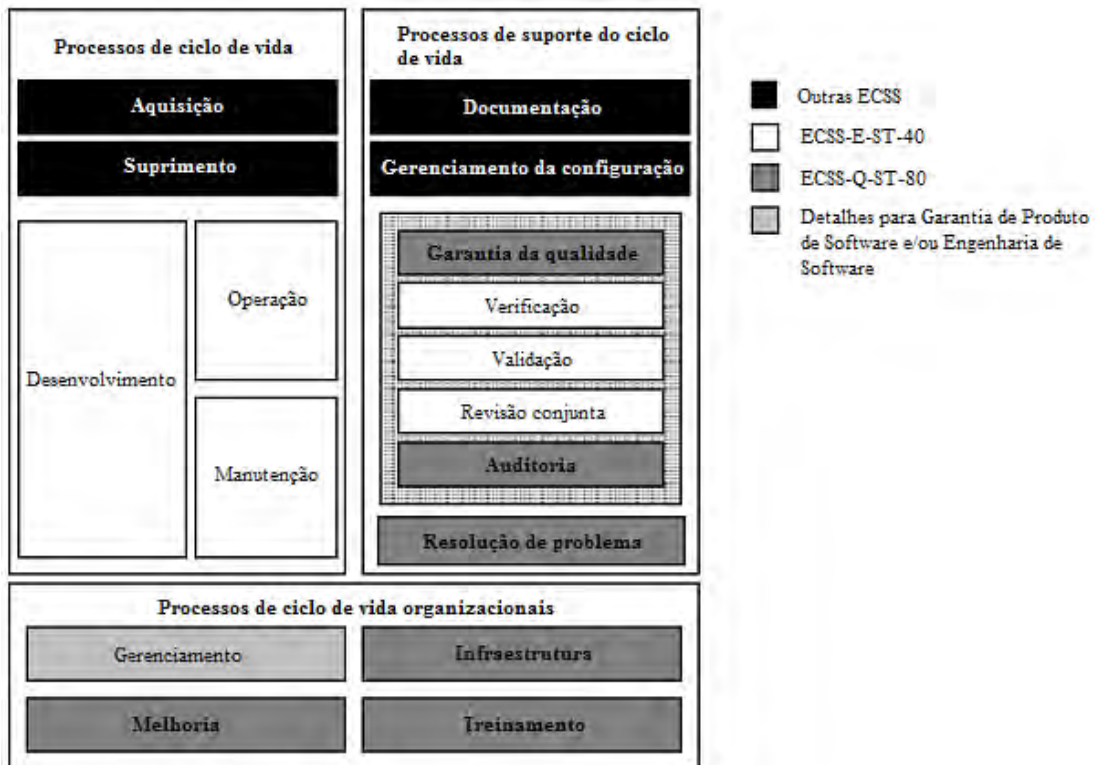 Processos de ciclo de vida
Aquisição
Suprimento
Desenvolvimento
Operação
Manutenção
Processos de suporte do ciclo
de vida
Documentação
Gerenciamento da configuração
Garantia da qualidade
Verificação
Validação
Revisão conjunta
Auditoria
Resolução de problema
Processos de ciclo de vida organizacionais
Gerenciamento
Infraestrutura
Melhoria
Treinamento
Outras ECSS
ECSS-E-ST-40
ECSS-Q-ST-80
Detalhes para Garantia de Produto
de Software e/ou Engenharia de
Software